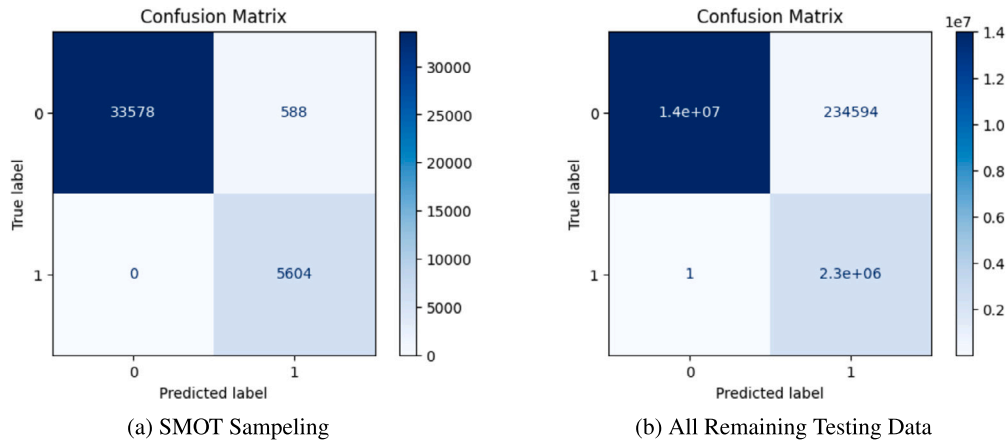 Confusion Matrix
0
1
True label
33578
588
0
5604
0
1
Predicted label
30000
25000
20000
15000
10000
5000
0
(a) SMOT Sampeling
Confusion Matrix
0
1
True label
1.4e+07
234594
1
2.3e+06
0
1
Predicted label
1e7
1.4
1.2
1.0
0.8
0.6
0.4
0.2
(b) All Remaining Testing Data